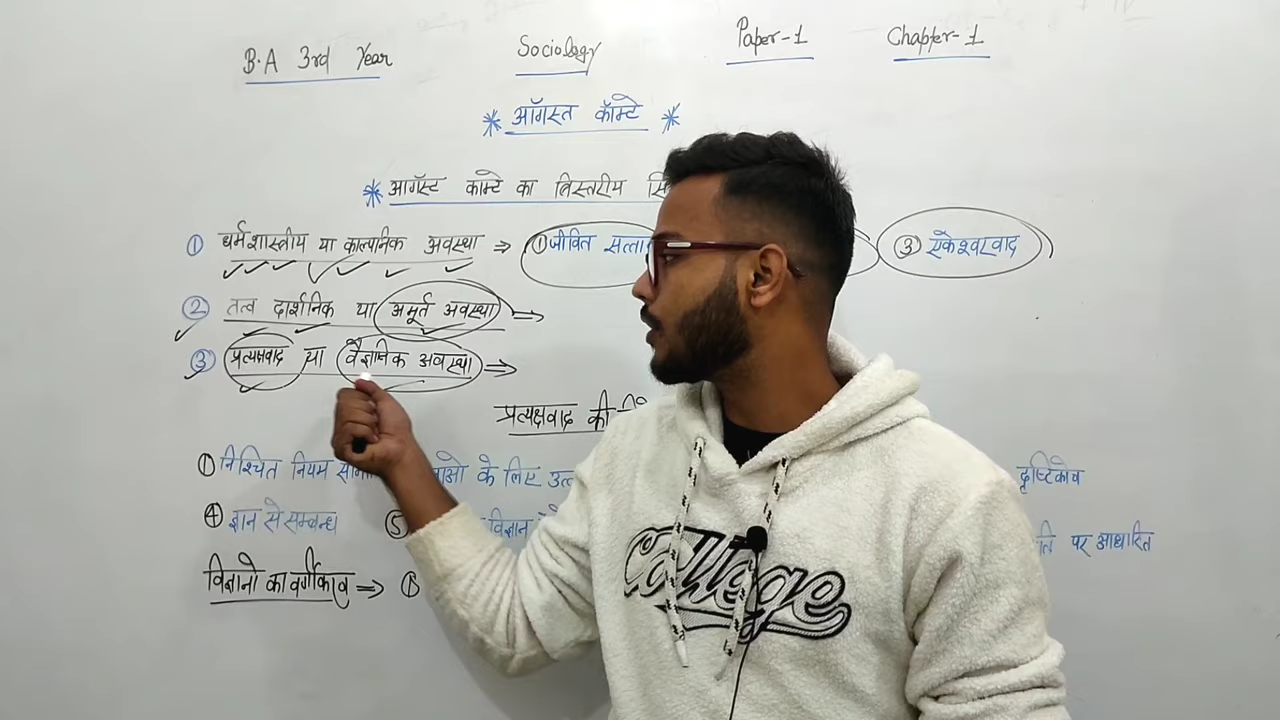 B.A 3rd Year Sociology Paper-1 Chapter-1
* ऑगस्त कॉम्टे *
* आगॅस्ट काम्टे का त्रिस्तरीय
① धर्मशास्त्रीय या काल्पनिक अवस्था ⇒ ① जीवित सत्ता ③ एकेश्वरवाद
② तत्व दार्शनिक या अमूर्त अवस्था ⇒
③ प्रत्यक्षवाद या वैज्ञानिक अवस्था ⇒
प्रत्यक्षवाद की
① निश्चित नियम के लिए दृष्टिकोण
④ ज्ञान से सम्बन्ध ⑤ विज्ञान पर आधारित
विज्ञानो का वर्गीकरण ⇒ ①
College